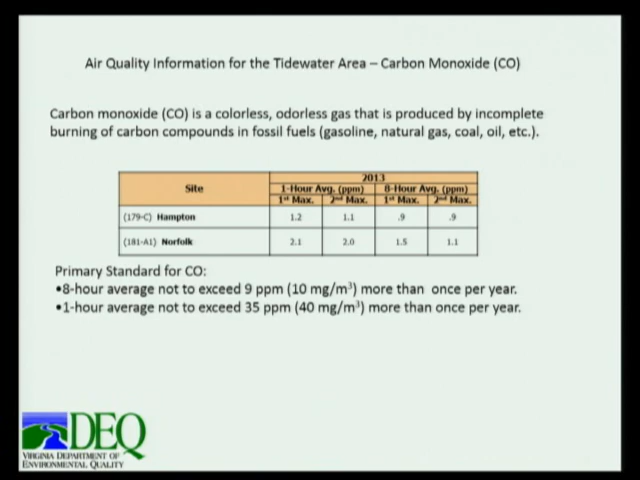 Air Quality Information for the Tidewater Area – Carbon Monoxide (CO)
Carbon monoxide (CO) is a colorless, odorless gas that is produced by incomplete
burning of carbon compounds in fossil fuels (gasoline, natural gas, coal, oil, etc.).
Site 2013
1-Hour Avg. (ppm) 8-Hour Avg. (ppm)
1st Max. 2nd Max. 1st Max. 2nd Max.
(179-C) Hampton 1.2 1.1 .9 .9
(181-A1) Norfolk 2.1 2.0 1.5 1.1
Primary Standard for CO:
•8-hour average not to exceed 9 ppm (10 mg/m³) more than once per year.
•1-hour average not to exceed 35 ppm (40 mg/m³) more than once per year.
DEQ
VIRGINIA DEPARTMENT OF
ENVIRONMENTAL QUALITY